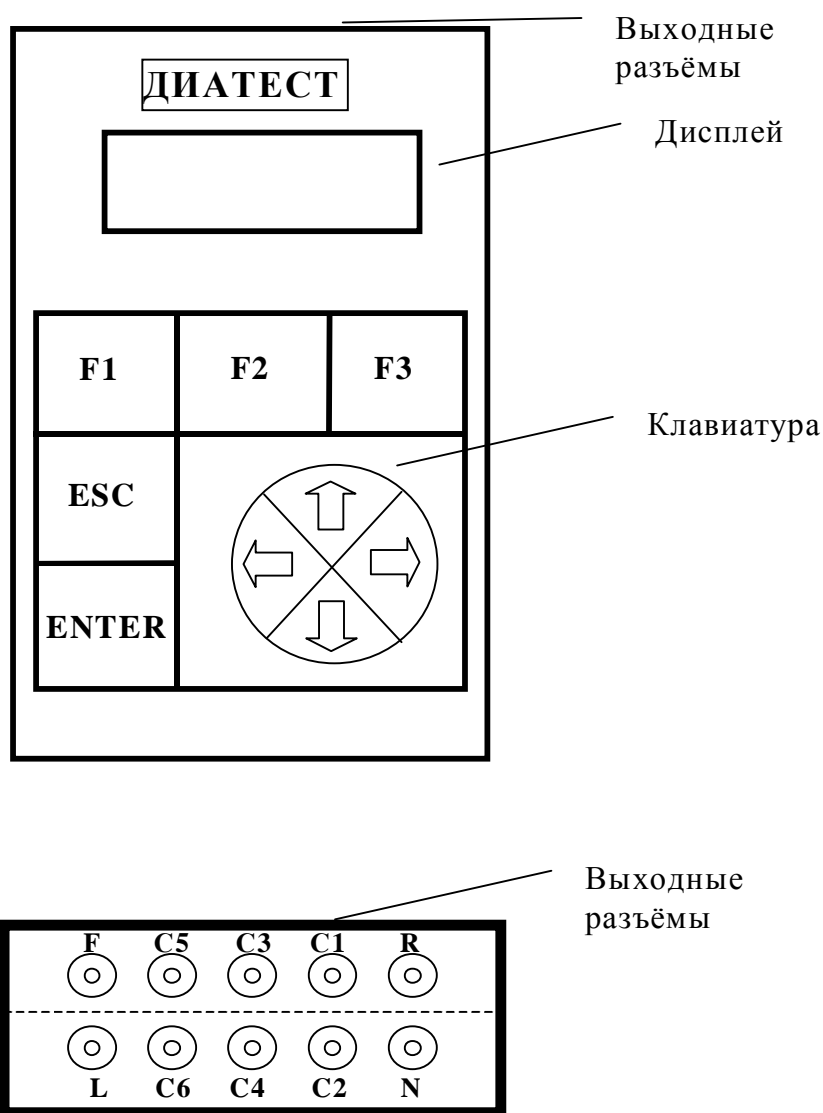 Выходные
разъёмы
ДИАТЕСТ
Дисплей
F1 F2 F3
Клавиатура
ESC
ENTER
Выходные
разъёмы
F C5 C3 C1 R
L C6 C4 C2 N